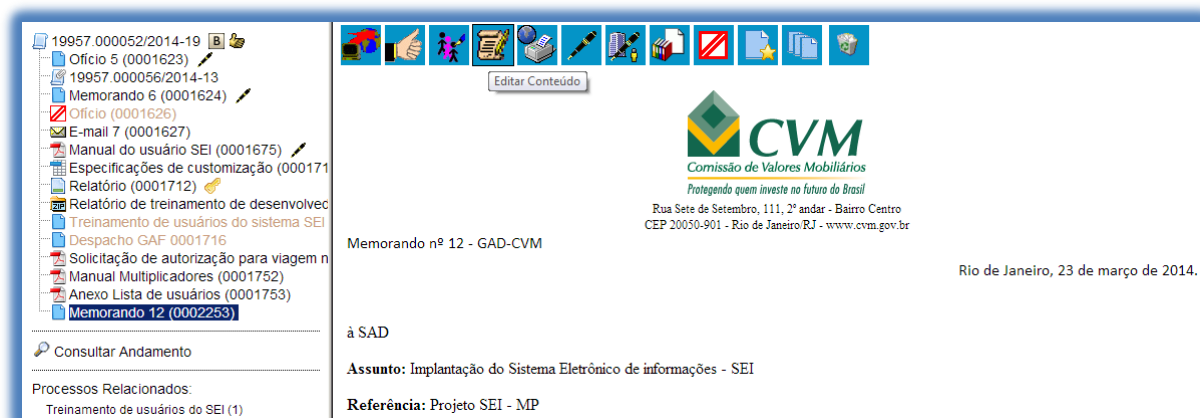 19957.000052/2014-19 B
Ofício 5 (0001623)
19957.000056/2014-13
Memorando 6 (0001624)
Ofício (0001626)
E-mail 7 (0001627)
Manual do usuário SEI (0001675)
Especificações de customização (000171
Relatório (0001712)
ZIP Relatório de treinamento de desenvolvec
Treinamento de usuários do sistema SEI
Despacho GAF 0001716
Solicitação de autorização para viagem n
Manual Multiplicadores (0001752)
Anexo Lista de usuários (0001753)
Memorando 12 (0002253)
Consultar Andamento
Processos Relacionados:
Treinamento de usuários do SEI (1)
Editar Conteúdo
CVM
Comissão de Valores Mobiliários
Protegendo quem investe no futuro do Brasil
Rua Sete de Setembro, 111, 2º andar - Bairro Centro
CEP 20050-901 - Rio de Janeiro/RJ - www.cvm.gov.br
Memorando nº 12 - GAD-CVM
Rio de Janeiro, 23 de março de 2014.
à SAD
Assunto: Implantação do Sistema Eletrônico de informações - SEI
Referência: Projeto SEI - MP